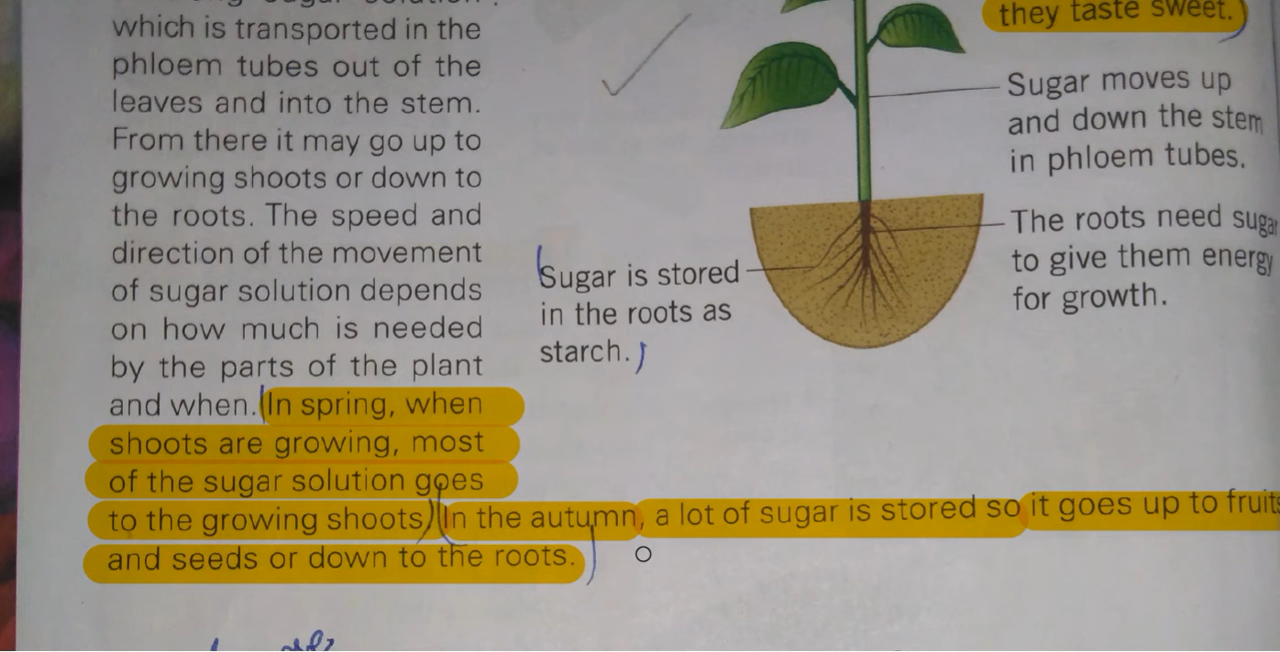 which is transported in the
phloem tubes out of the
leaves and into the stem.
From there it may go up to
growing shoots or down to
the roots. The speed and
direction of the movement
of sugar solution depends
on how much is needed
by the parts of the plant
and when. In spring, when
shoots are growing, most
of the sugar solution goes
to the growing shoots. In the autumn, a lot of sugar is stored so it goes up to fruits
and seeds or down to the roots.
they taste sweet.
Sugar moves up
and down the stem
in phloem tubes.
The roots need sugar
to give them energy
for growth.
Sugar is stored
in the roots as
starch.